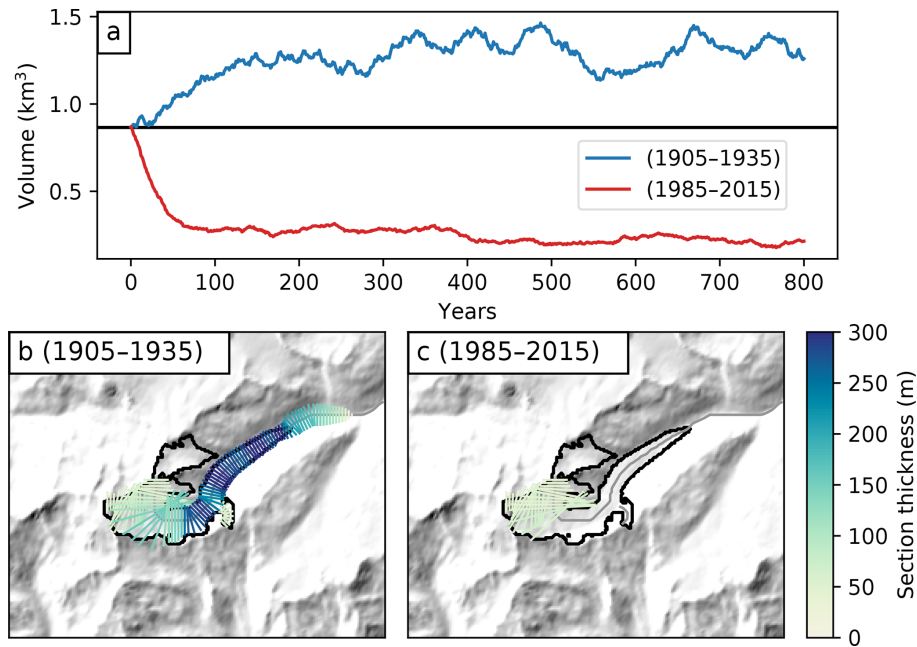 a
1.5
1.0
0.5
Volume (km³)
(1905–1935)
(1985–2015)
0 100 200 300 400 500 600 700 800
Years
b (1905–1935)
c (1985–2015)
300
250
200
150
100
50
0
Section thickness (m)